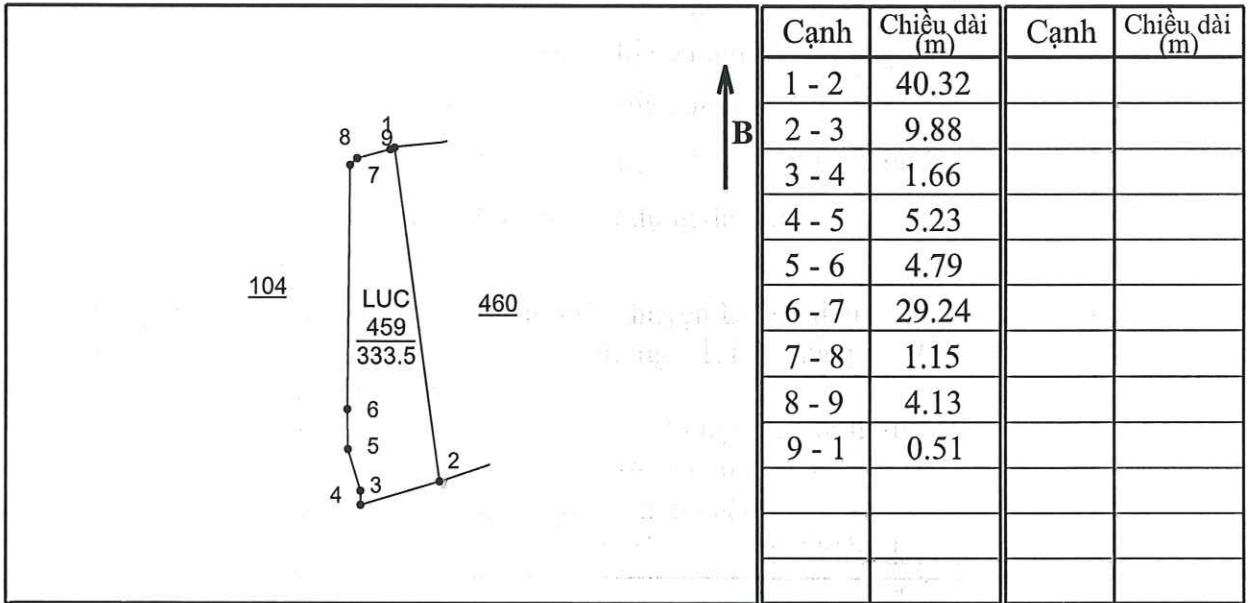 Cạnh Chiều dài (m) Cạnh Chiều dài (m)
1 - 2 40.32
2 - 3 9.88
3 - 4 1.66
4 - 5 5.23
5 - 6 4.79
6 - 7 29.24
7 - 8 1.15
8 - 9 4.13
9 - 1 0.51
B
1
8 9
7
104
LUC
459
333.5
460
6
5
2
3
4